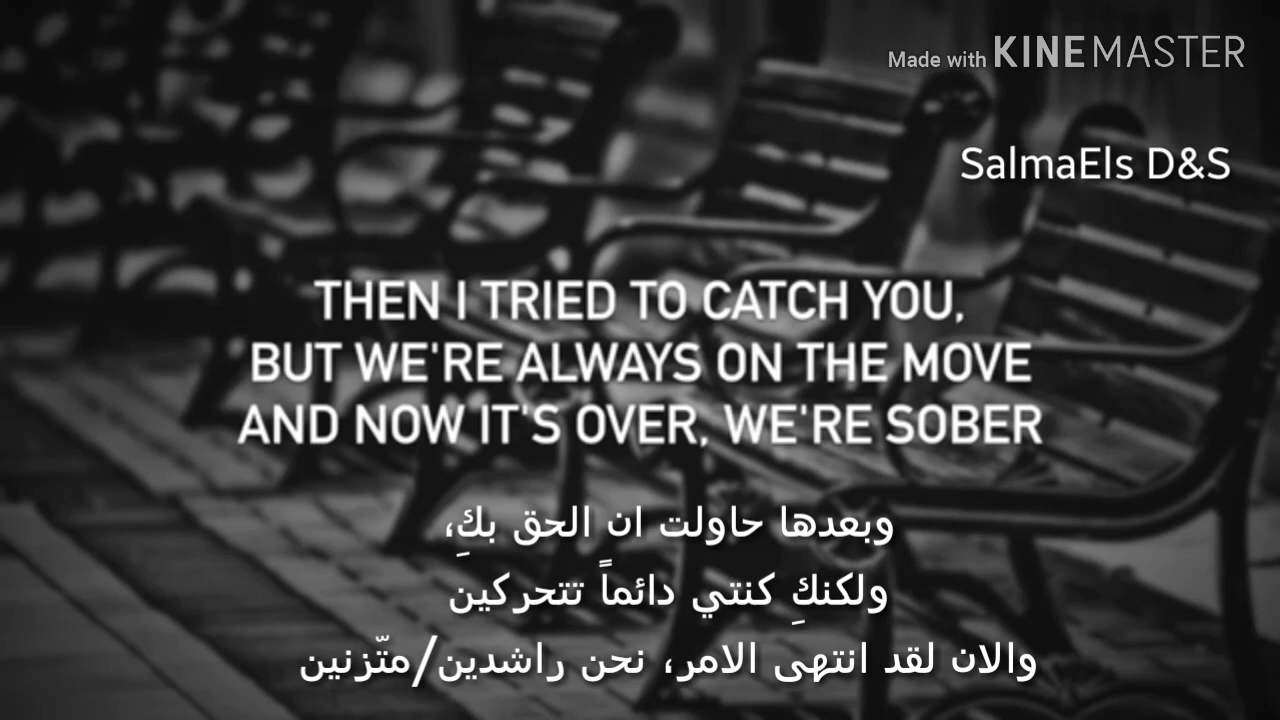 Made with KINEMASTER
SalmaEls D&S
THEN I TRIED TO CATCH YOU,
BUT WE'RE ALWAYS ON THE MOVE
AND NOW IT'S OVER, WE'RE SOBER
وبعدها حاولت ان الحق بكِ،
ولكنكِ كنتي دائماً تتحركين
والان لقد انتهى الامر، نحن راشدين/متّزنين